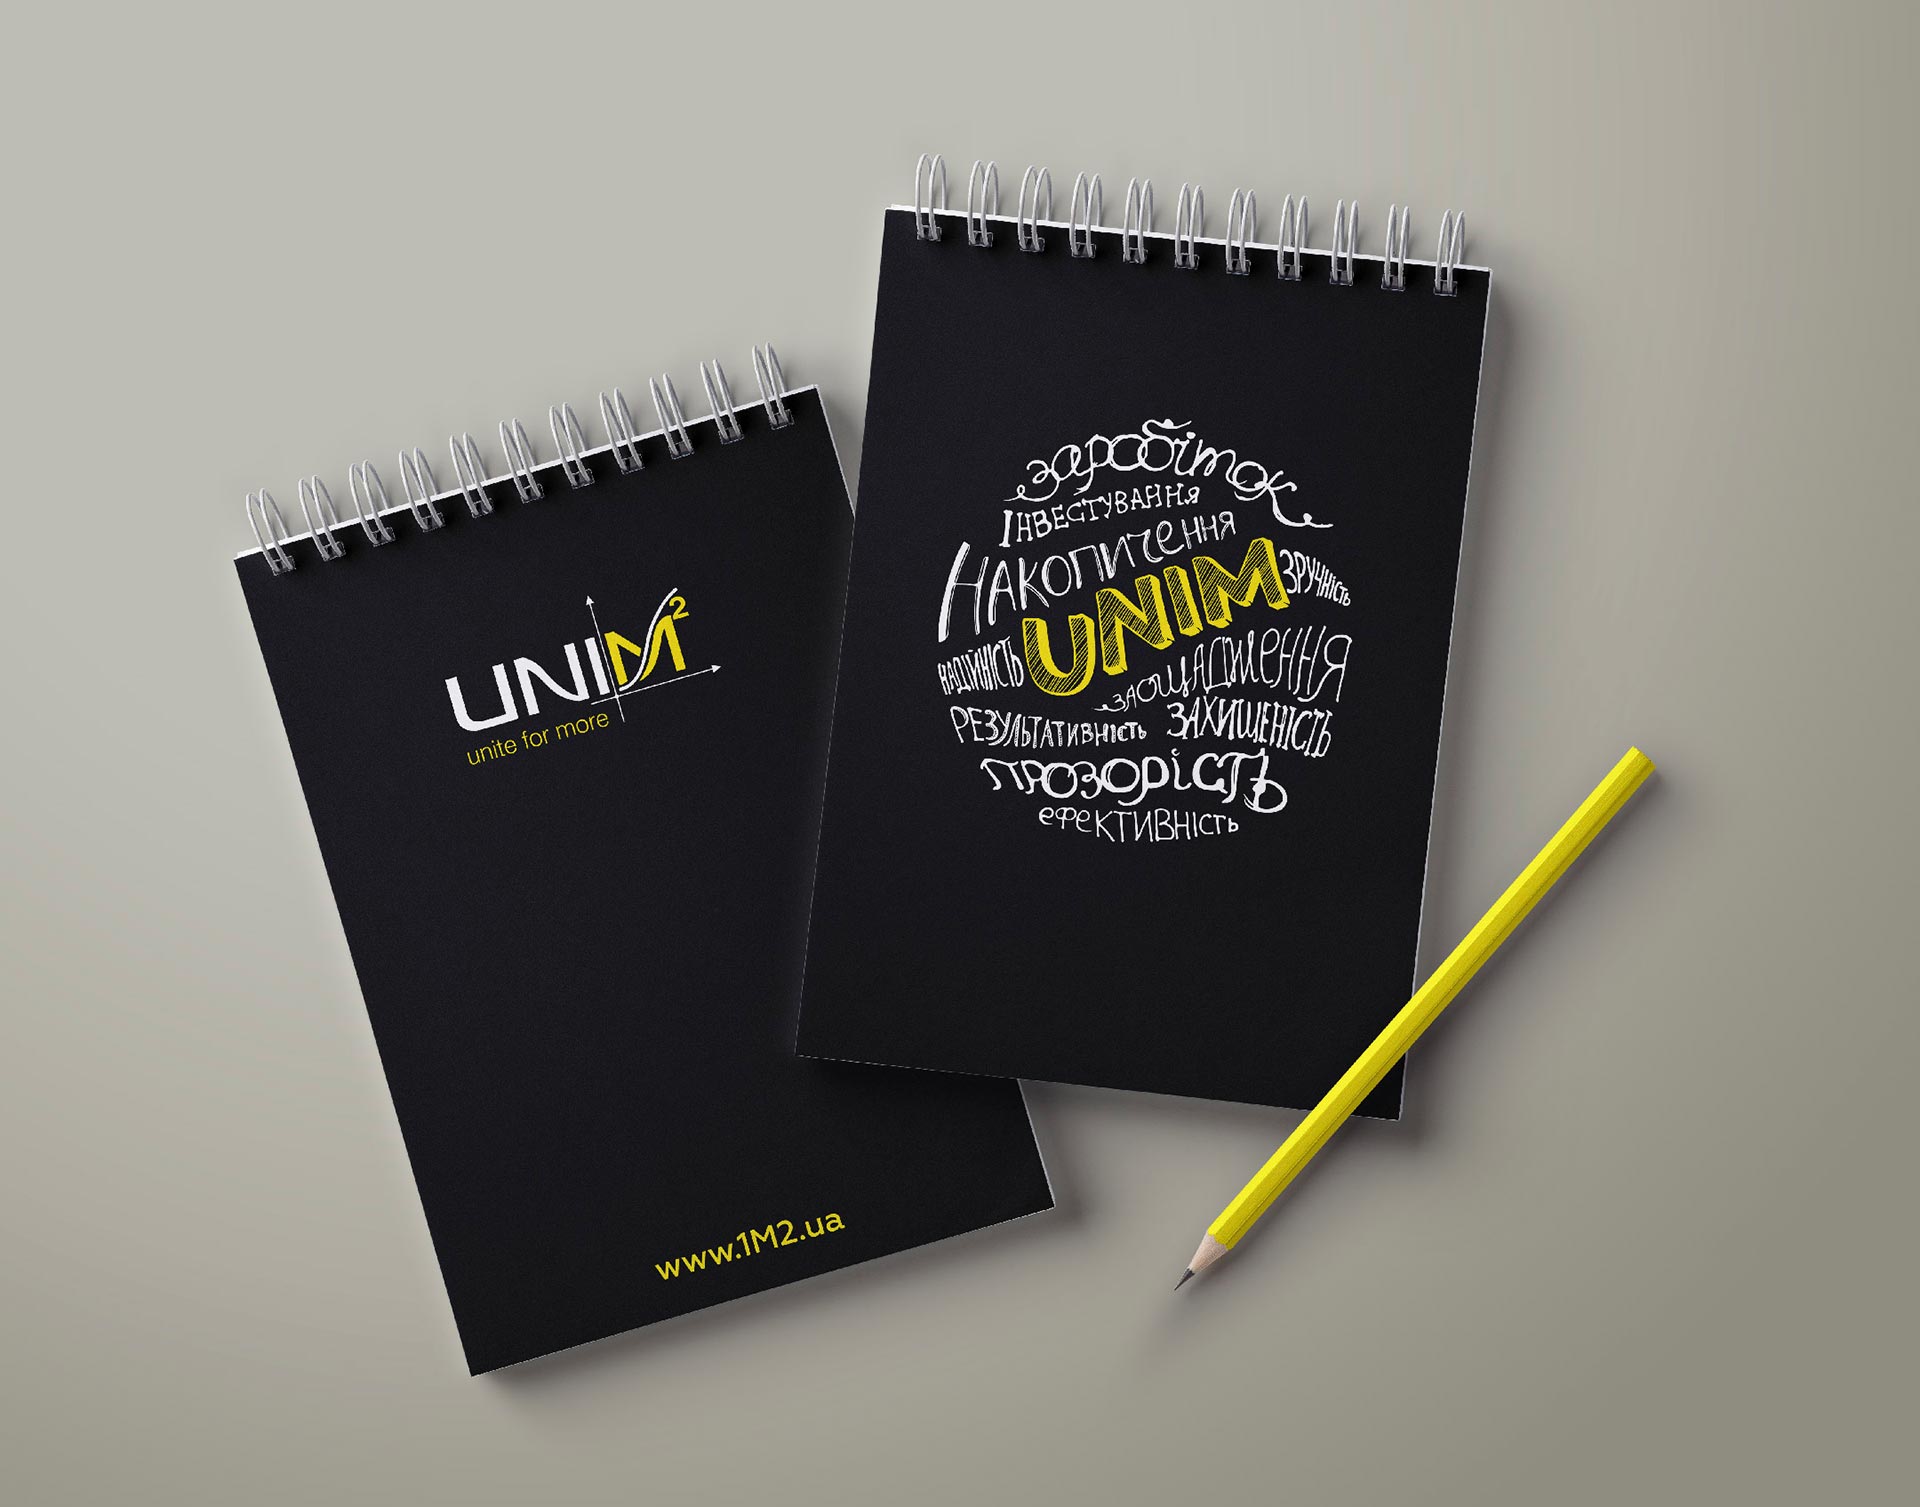 UNIM²
unite for more
www.1M2.ua
заробіток
Інвестування
Накопичення
UNIM
зручність
надійність
заощадження
результативність
захищеність
прозорість
ефективність